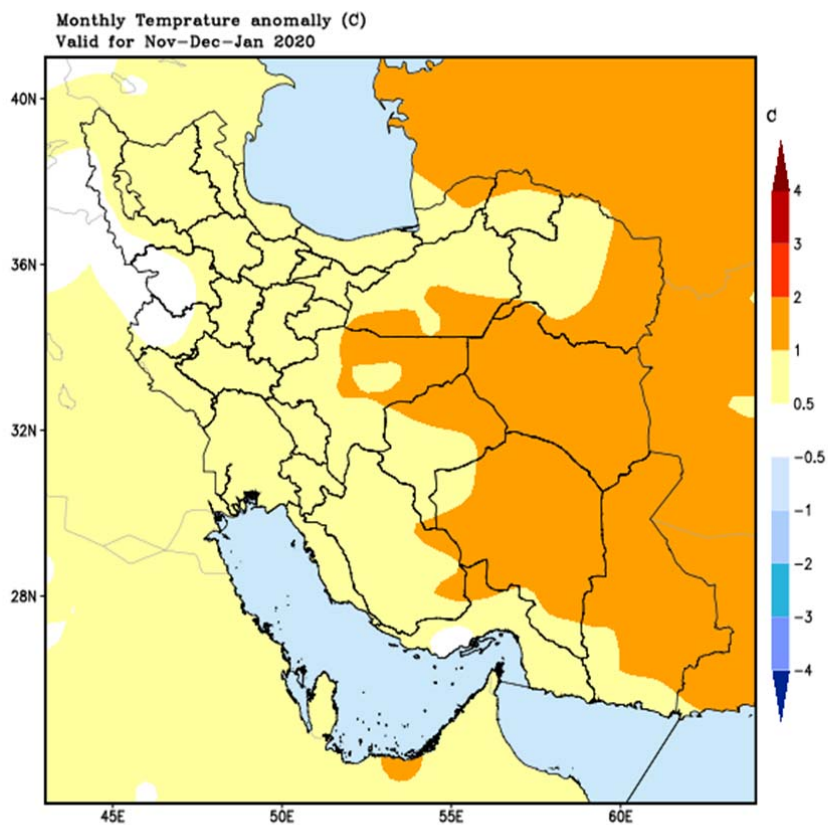 Monthly Temprature anomally (C)
Valid for Nov-Dec-Jan 2020
C
40N
36N
32N
28N
4
3
2
1
0.5
-0.5
-1
-2
-3
-4
45E 50E 55E 60E